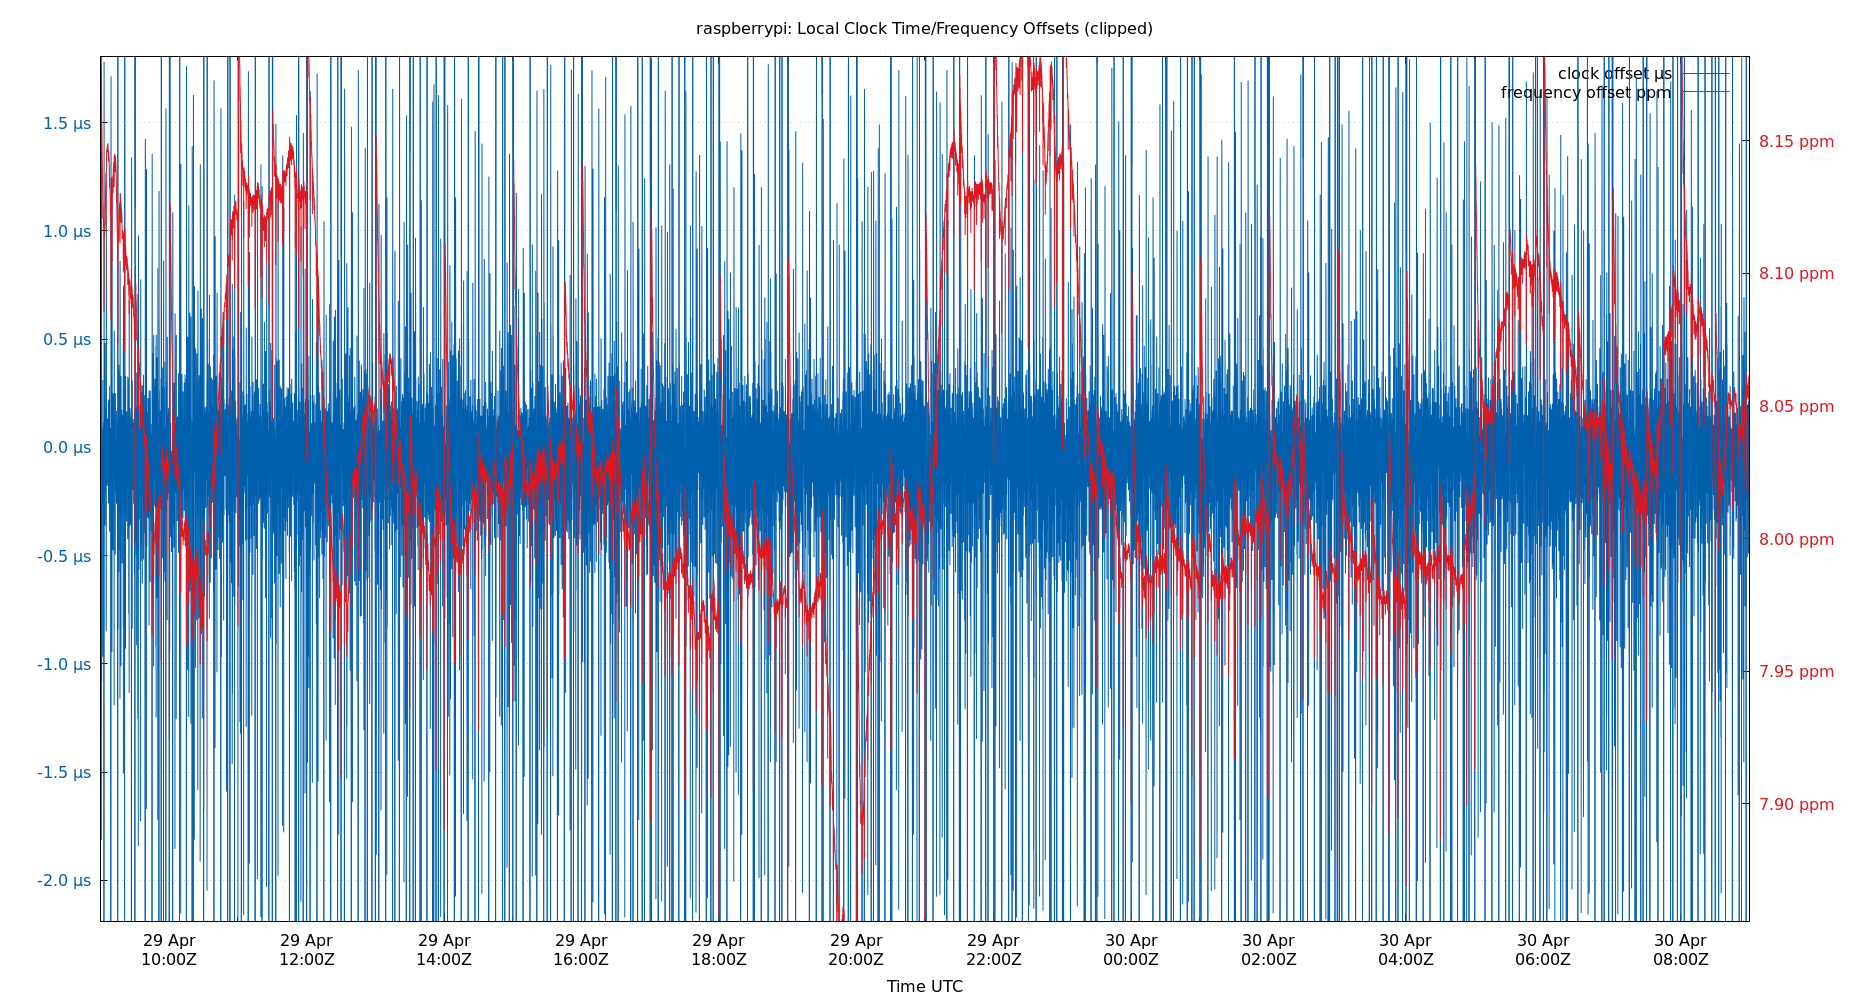 raspberrypi: Local Clock Time/Frequency Offsets (clipped)
clock offset µs
frequency offset ppm
1.5 µs
1.0 µs
0.5 µs
0.0 µs
-0.5 µs
-1.0 µs
-1.5 µs
-2.0 µs
8.15 ppm
8.10 ppm
8.05 ppm
8.00 ppm
7.95 ppm
7.90 ppm
29 Apr 29 Apr 29 Apr 29 Apr 29 Apr 29 Apr 29 Apr 30 Apr 30 Apr 30 Apr 30 Apr 30 Apr
10:00Z 12:00Z 14:00Z 16:00Z 18:00Z 20:00Z 22:00Z 00:00Z 02:00Z 04:00Z 06:00Z 08:00Z
Time UTC